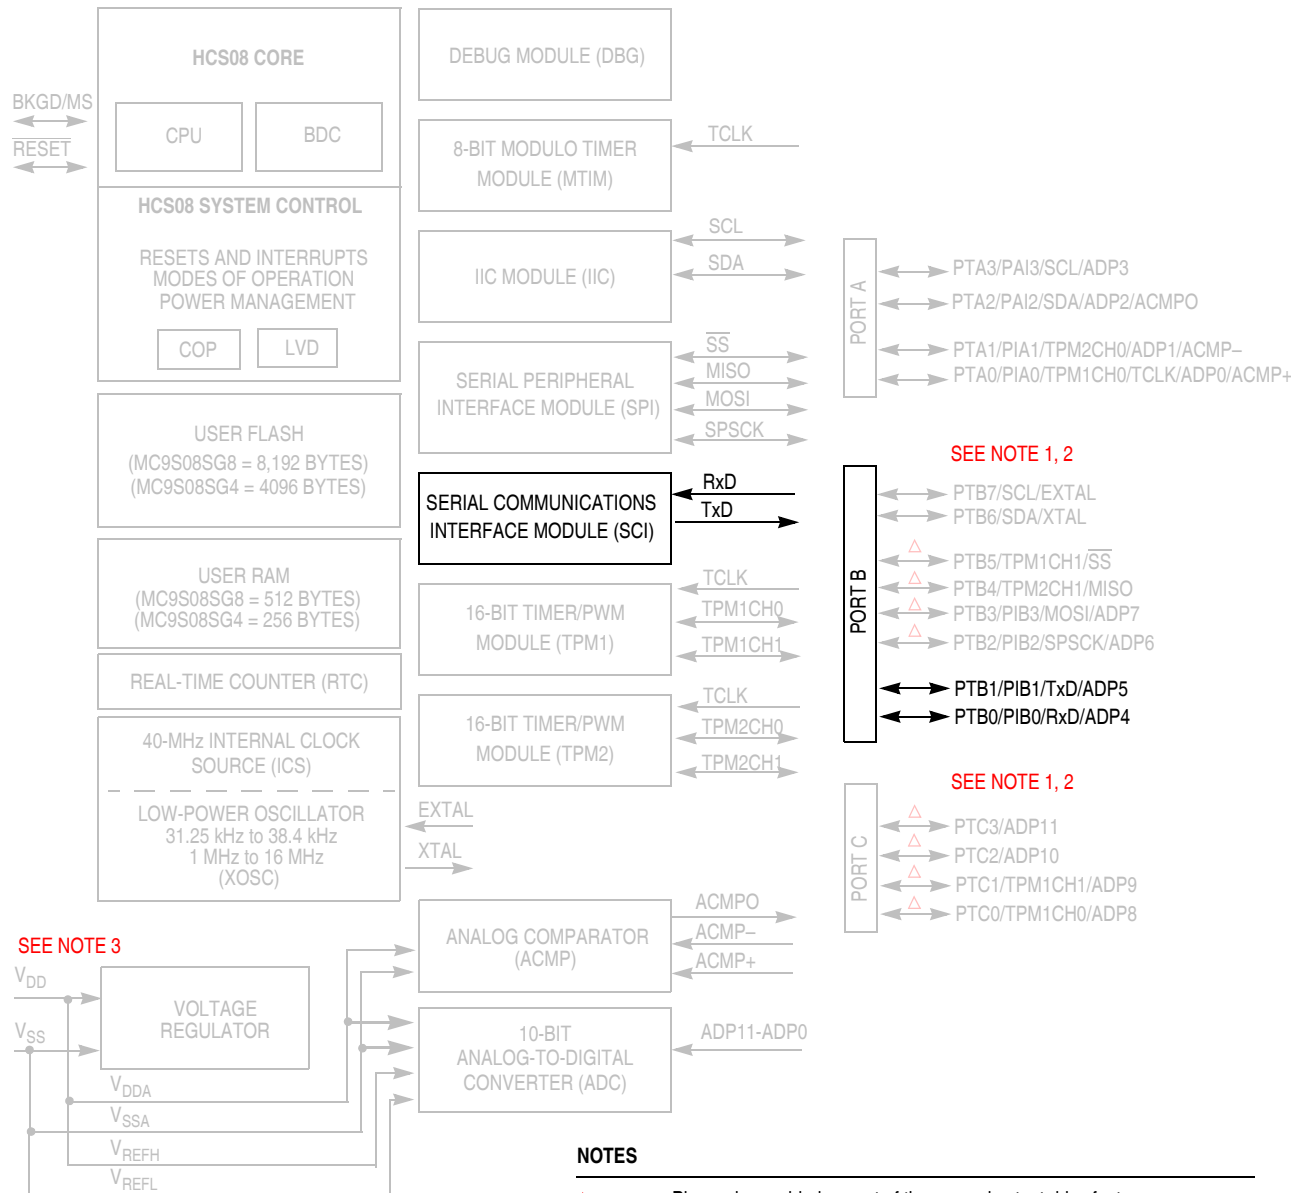 HCS08 CORE
BKGD/MS
RESET
CPU
BDC
HCS08 SYSTEM CONTROL
RESETS AND INTERRUPTS
MODES OF OPERATION
POWER MANAGEMENT
COP
LVD
USER FLASH
(MC9S08SG8 = 8,192 BYTES)
(MC9S08SG4 = 4096 BYTES)
USER RAM
(MC9S08SG8 = 512 BYTES)
(MC9S08SG4 = 256 BYTES)
REAL-TIME COUNTER (RTC)
40-MHz INTERNAL CLOCK
SOURCE (ICS)
LOW-POWER OSCILLATOR
31.25 kHz to 38.4 kHz
1 MHz to 16 MHz
(XOSC)
EXTAL
XTAL
SEE NOTE 3
VDD
VSS
VOLTAGE
REGULATOR
VDDA
VSSA
VREFH
VREFL
DEBUG MODULE (DBG)
8-BIT MODULO TIMER
MODULE (MTIM)
TCLK
IIC MODULE (IIC)
SCL
SDA
SERIAL PERIPHERAL
INTERFACE MODULE (SPI)
SS
MISO
MOSI
SPSCK
SERIAL COMMUNICATIONS
INTERFACE MODULE (SCI)
RxD
TxD
16-BIT TIMER/PWM
MODULE (TPM1)
TCLK
TPM1CH0
TPM1CH1
16-BIT TIMER/PWM
MODULE (TPM2)
TCLK
TPM2CH0
TPM2CH1
ANALOG COMPARATOR
(ACMP)
ACMPO
ACMP–
ACMP+
10-BIT
ANALOG-TO-DIGITAL
CONVERTER (ADC)
ADP11-ADP0
PORT A
PTA3/PAI3/SCL/ADP3
PTA2/PAI2/SDA/ADP2/ACMPO
PTA1/PIA1/TPM2CH0/ADP1/ACMP–
PTA0/PIA0/TPM1CH0/TCLK/ADP0/ACMP+
SEE NOTE 1, 2
PORT B
PTB7/SCL/EXTAL
PTB6/SDA/XTAL
PTB5/TPM1CH1/SS
PTB4/TPM2CH1/MISO
PTB3/PIB3/MOSI/ADP7
PTB2/PIB2/SPSCK/ADP6
PTB1/PIB1/TxD/ADP5
PTB0/PIB0/RxD/ADP4
SEE NOTE 1, 2
PORT C
PTC3/ADP11
PTC2/ADP10
PTC1/TPM1CH1/ADP9
PTC0/TPM1CH0/ADP8
NOTES